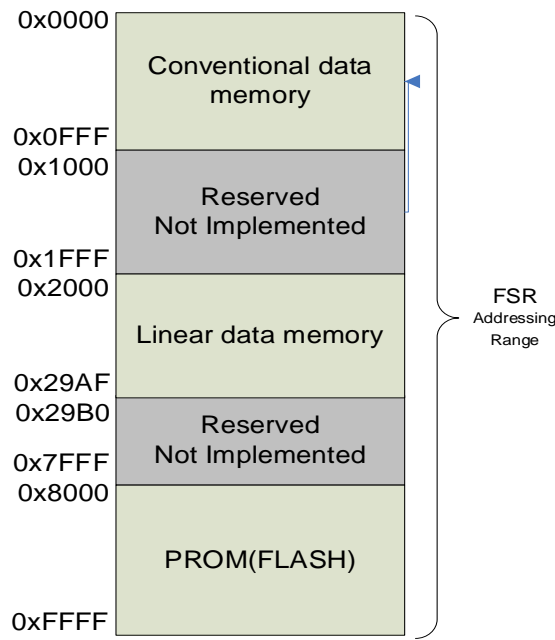 0x0000
Conventional data
memory
0x0FFF
0x1000
Reserved
Not Implemented
0x1FFF
0x2000
Linear data memory
0x29AF
0x29B0
Reserved
Not Implemented
0x7FFF
0x8000
PROM(FLASH)
0xFFFF
FSR
Addressing
Range